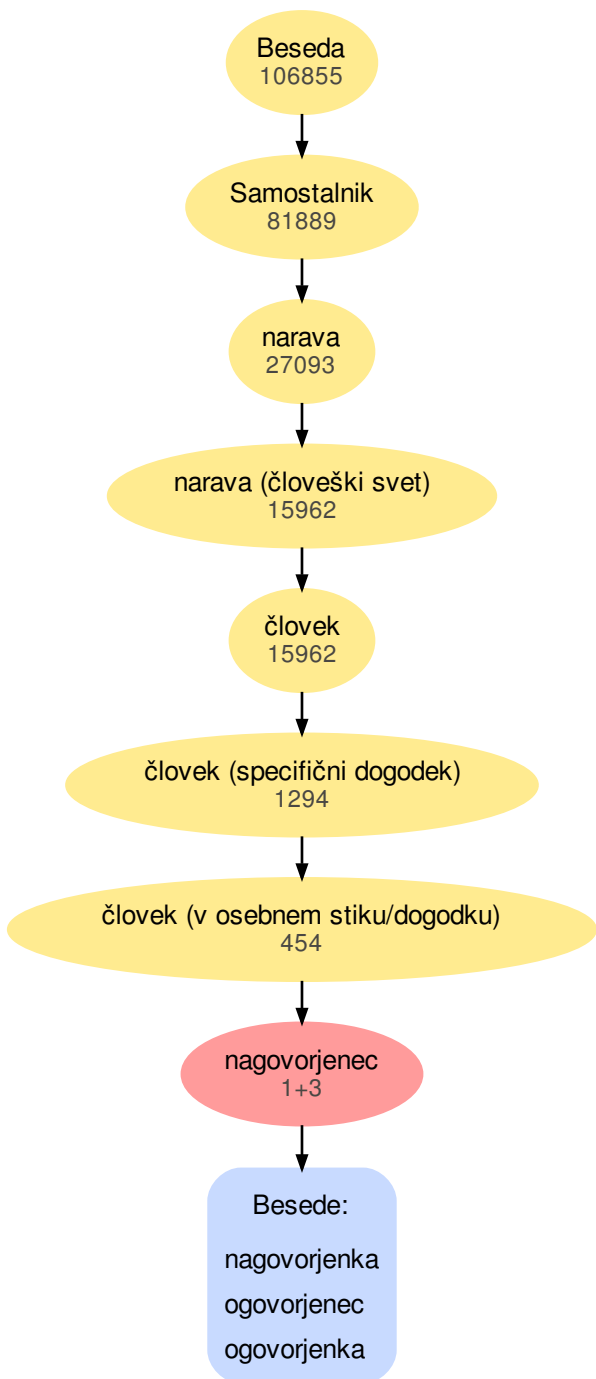 Beseda
106855
Samostalnik
81889
narava
27093
narava (človeški svet)
15962
človek
15962
človek (specifični dogodek)
1294
človek (v osebnem stiku/dogodku)
454
nagovorjenec
1+3
Besede:
nagovorjenka
ogovorjenec
ogovorjenka